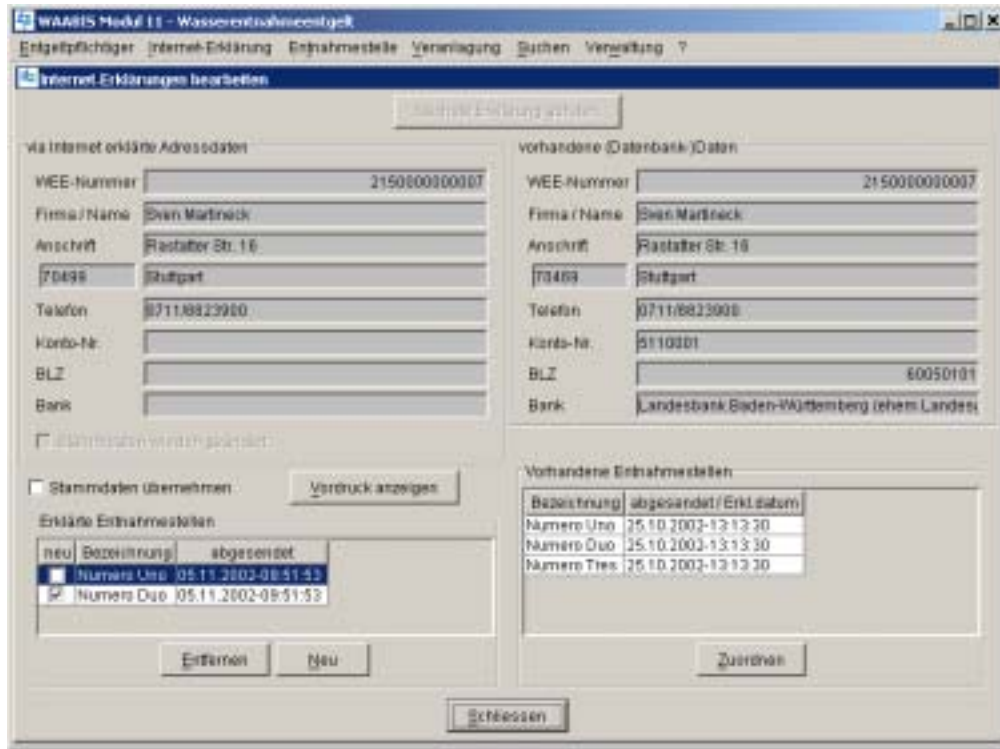 WAABIS Modul 11 - Wasserentnahmeentgelt
Entgeltpflichtiger Internet-Erklärung Entnahmestelle Veranlagung Suchen Verwaltung ?
Internet-Erklärungen bearbeiten
via Internet erklärte Adressdaten
WEE-Nummer 2150000000007
Firma / Name Sven Martineck
Anschrift Rastatter Str. 16
70499 Stuttgart
Telefon 0711/8823900
Konto-Nr.
BLZ
Bank
Stammdaten übernehmen
Vordruck anzeigen
Erklärte Entnahmestellen
neu Bezeichnung abgesendet
Numero Uno 05.11.2002-09:51:53
Numero Duo 05.11.2002-09:51:53
Entfernen Neu
vorhandene (Datenbank-)Daten
WEE-Nummer 2150000000007
Firma / Name Sven Martineck
Anschrift Rastatter Str. 16
70469 Stuttgart
Telefon 0711/8823900
Konto-Nr. 5110001
BLZ 60050101
Bank Landesbank Baden-Württemberg (ehem Landes
Vorhandene Entnahmestellen
Bezeichnung abgesendet / Erkl.datum
Numero Uno 25.10.2002-13:13:30
Numero Duo 25.10.2002-13:13:30
Numero Tres 25.10.2002-13:13:30
Zuordnen
Schliessen